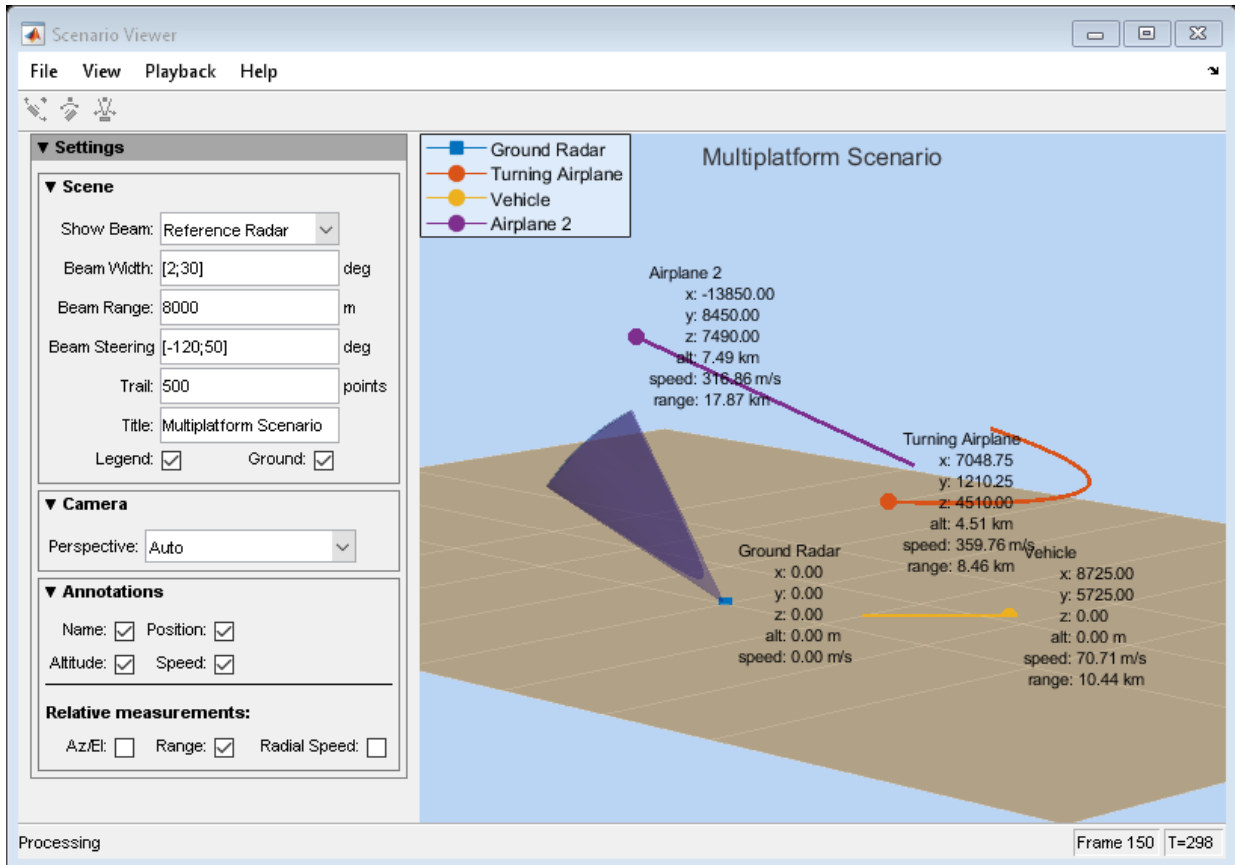 Scenario Viewer
File View Playback Help
▼ Settings
▼ Scene
Show Beam: Reference Radar
Beam Width: [2;30] deg
Beam Range: 8000 m
Beam Steering [-120;50] deg
Trail: 500 points
Title: Multiplatform Scenario
Legend: Ground:
▼ Camera
Perspective: Auto
▼ Annotations
Name: Position:
Altitude: Speed:
Relative measurements:
Az/El: Range: Radial Speed:
Ground Radar
Turning Airplane
Vehicle
Airplane 2
Multiplatform Scenario
Airplane 2
x: -13850.00
y: 8450.00
z: 7490.00
alt: 7.49 km
speed: 316.86 m/s
range: 17.87 km
Turning Airplane
x: 7048.75
y: 1210.25
z: 4510.00
alt: 4.51 km
speed: 359.76 m/s
range: 8.46 km
Ground Radar
x: 0.00
y: 0.00
z: 0.00
alt: 0.00 m
speed: 0.00 m/s
Vehicle
x: 8725.00
y: 5725.00
z: 0.00
alt: 0.00 m
speed: 70.71 m/s
range: 10.44 km
Processing
Frame 150 T=298